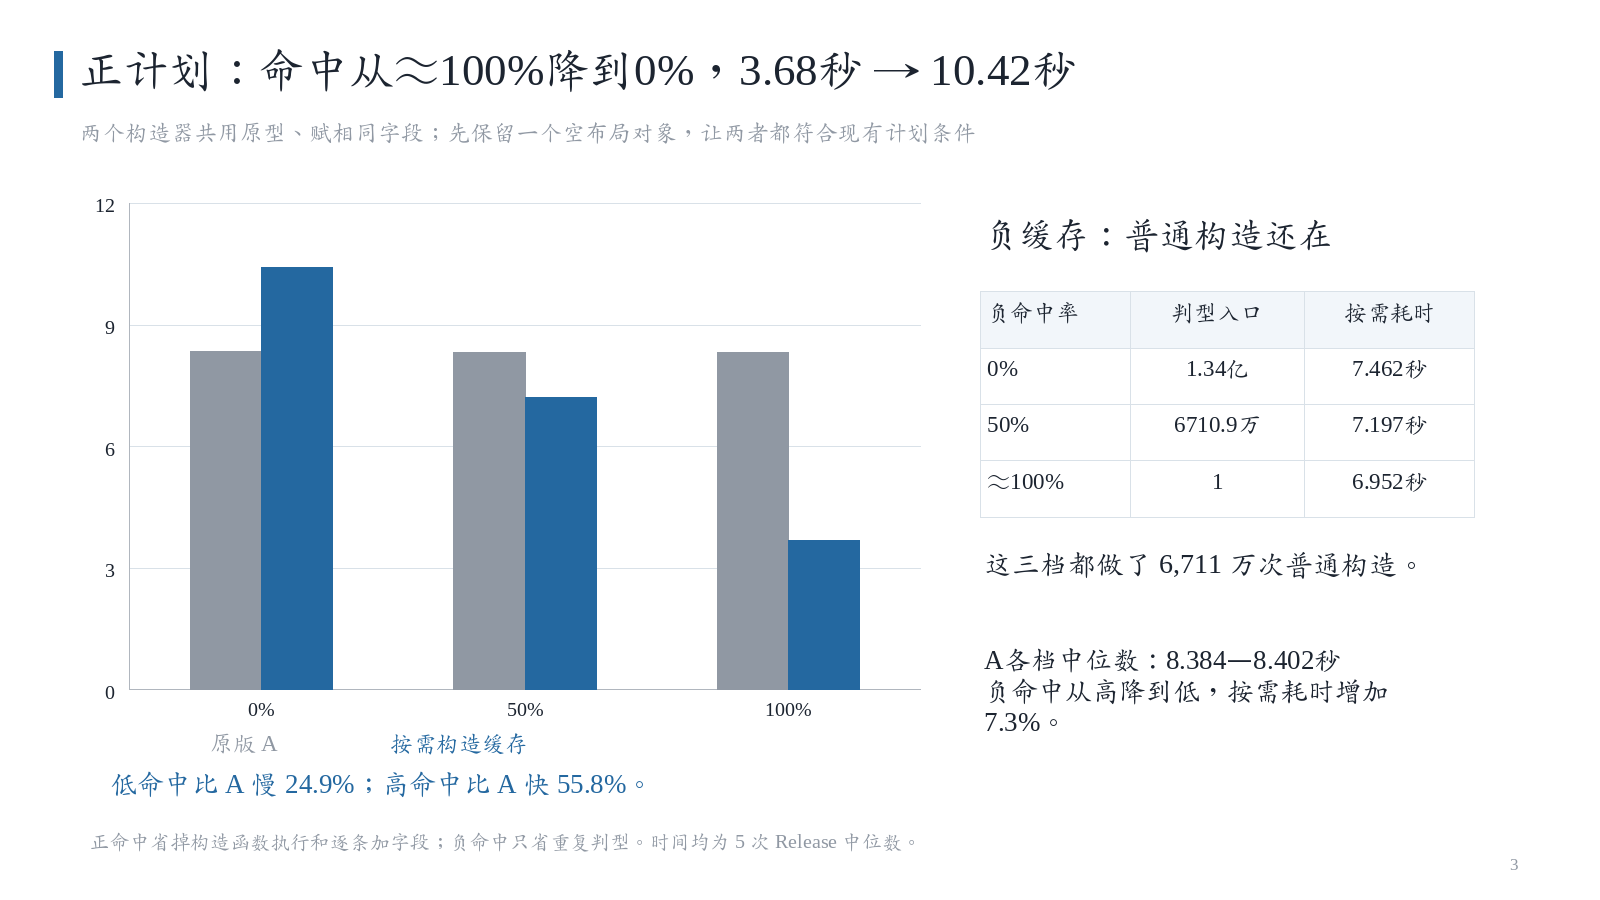 正计划：命中从≈100%降到0%，3.68秒 → 10.42秒
两个构造器共用原型、赋相同字段；先保留一个空布局对象，让两者都符合现有计划条件
12
9
6
3
0
0%
50%
100%
原版 A
按需构造缓存
低命中比 A 慢 24.9%；高命中比 A 快 55.8%。
负缓存：普通构造还在
负命中率 判型入口 按需耗时
0% 1.34亿 7.462秒
50% 6710.9万 7.197秒
≈100% 1 6.952秒
这三档都做了 6,711 万次普通构造。
A各档中位数：8.384—8.402秒
负命中从高降到低，按需耗时增加
7.3%。
正命中省掉构造函数执行和逐条加字段；负命中只省重复判型。时间均为 5 次 Release 中位数。
3